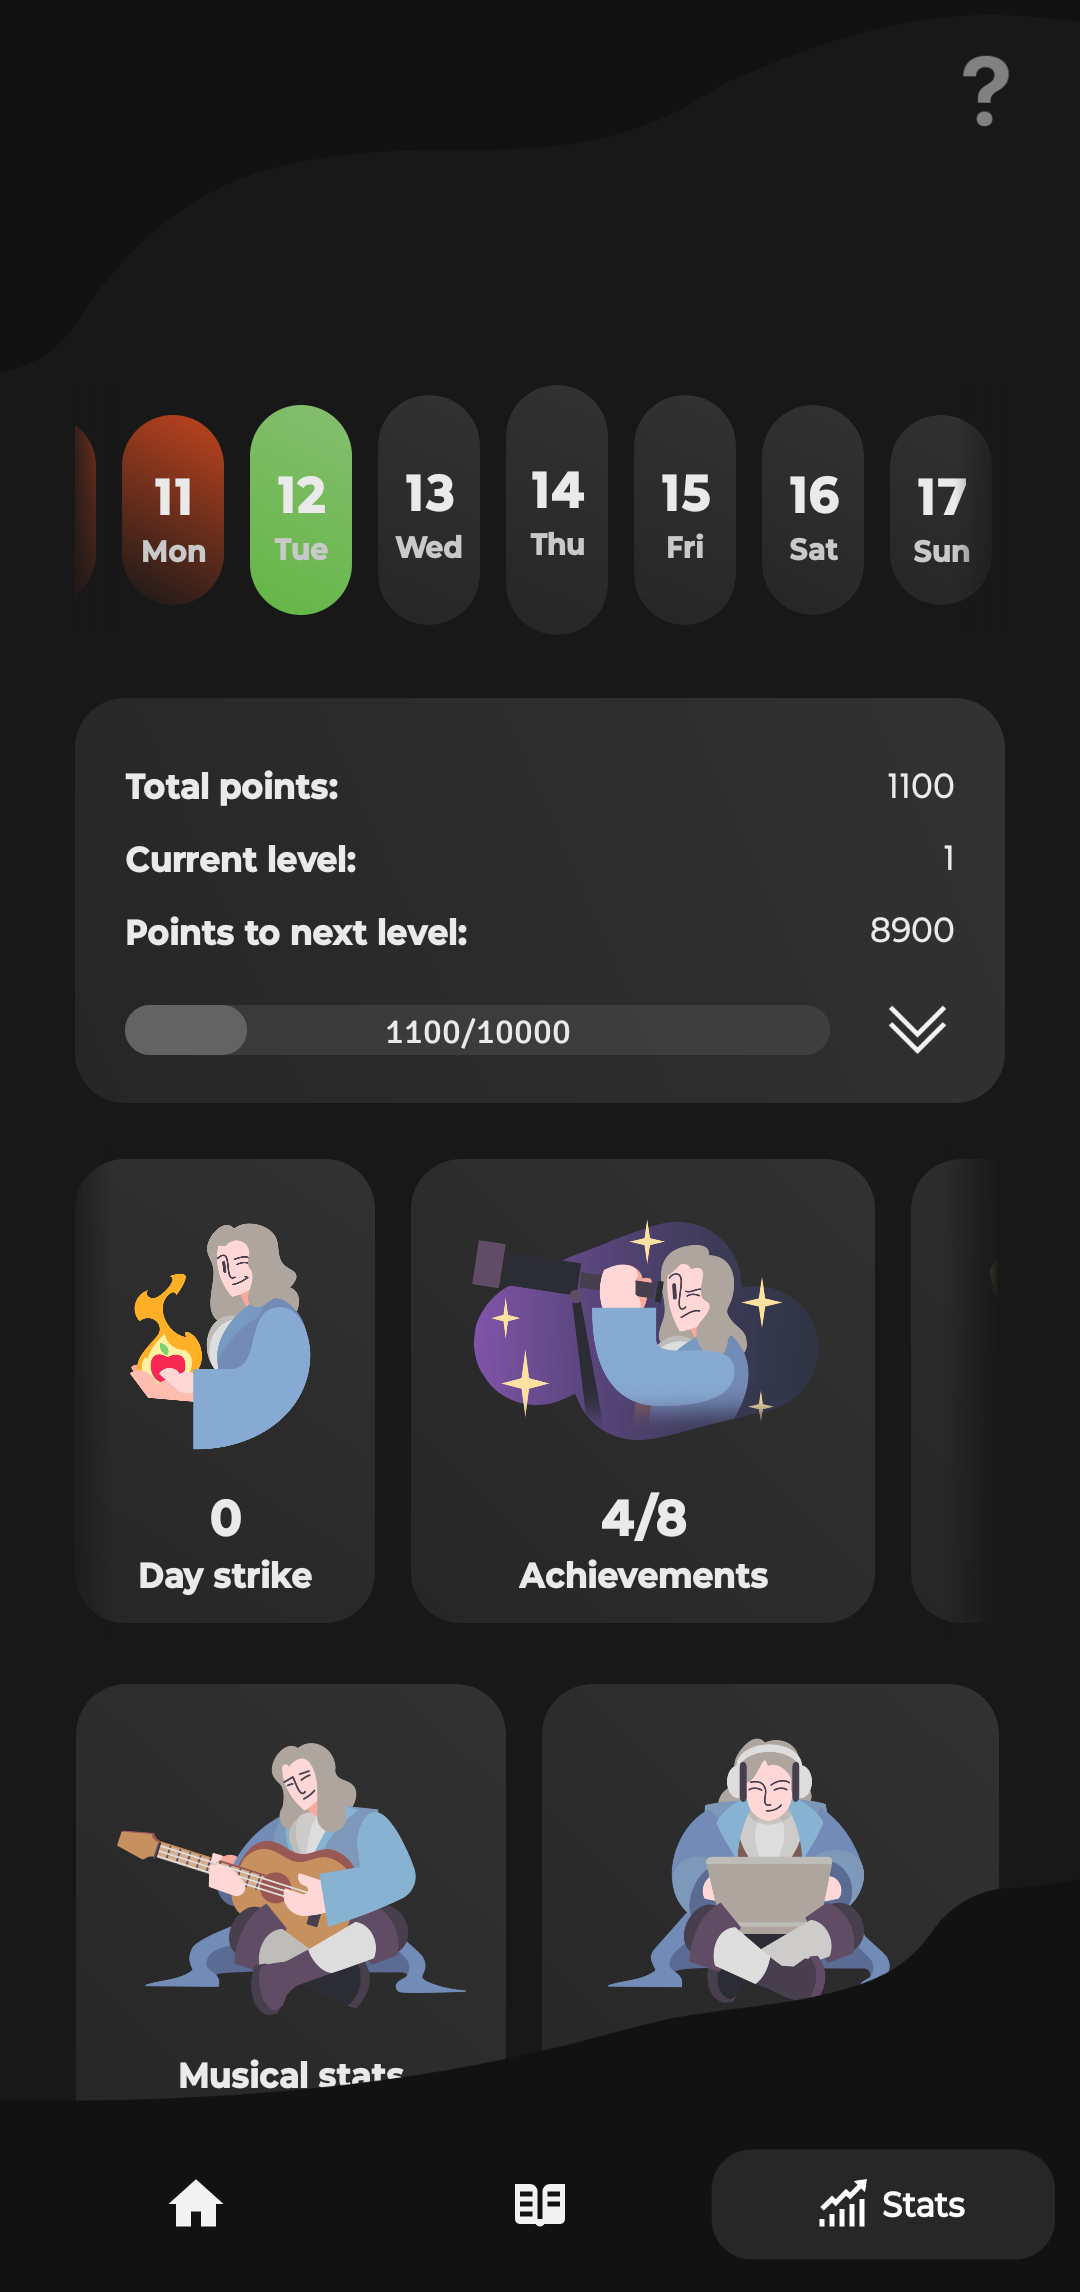 ?
11
Mon
12
Tue
13
Wed
14
Thu
15
Fri
16
Sat
17
Sun
Total points: 1100
Current level: 1
Points to next level: 8900
1100/10000
0
Day strike
4/8
Achievements
Musical stats
Stats